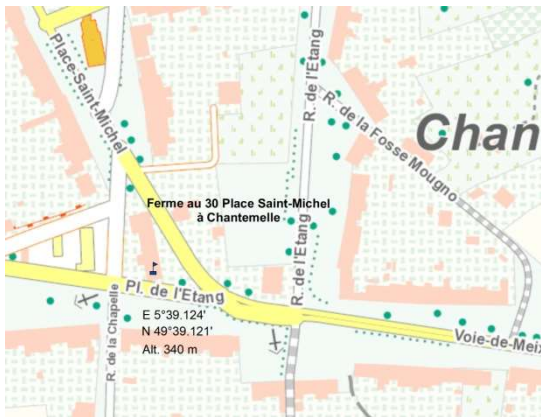 Place-Saint-Michel
R. de l'Etang
R. de la Fosse Mougno
Chan
Ferme au 30 Place Saint-Michel
à Chantemelle
R. de l'Etang
Pl. de l'Etang
E 5°39.124'
N 49°39.121'
Alt. 340 m
R. de la Chapelle
Voie-de-Meix